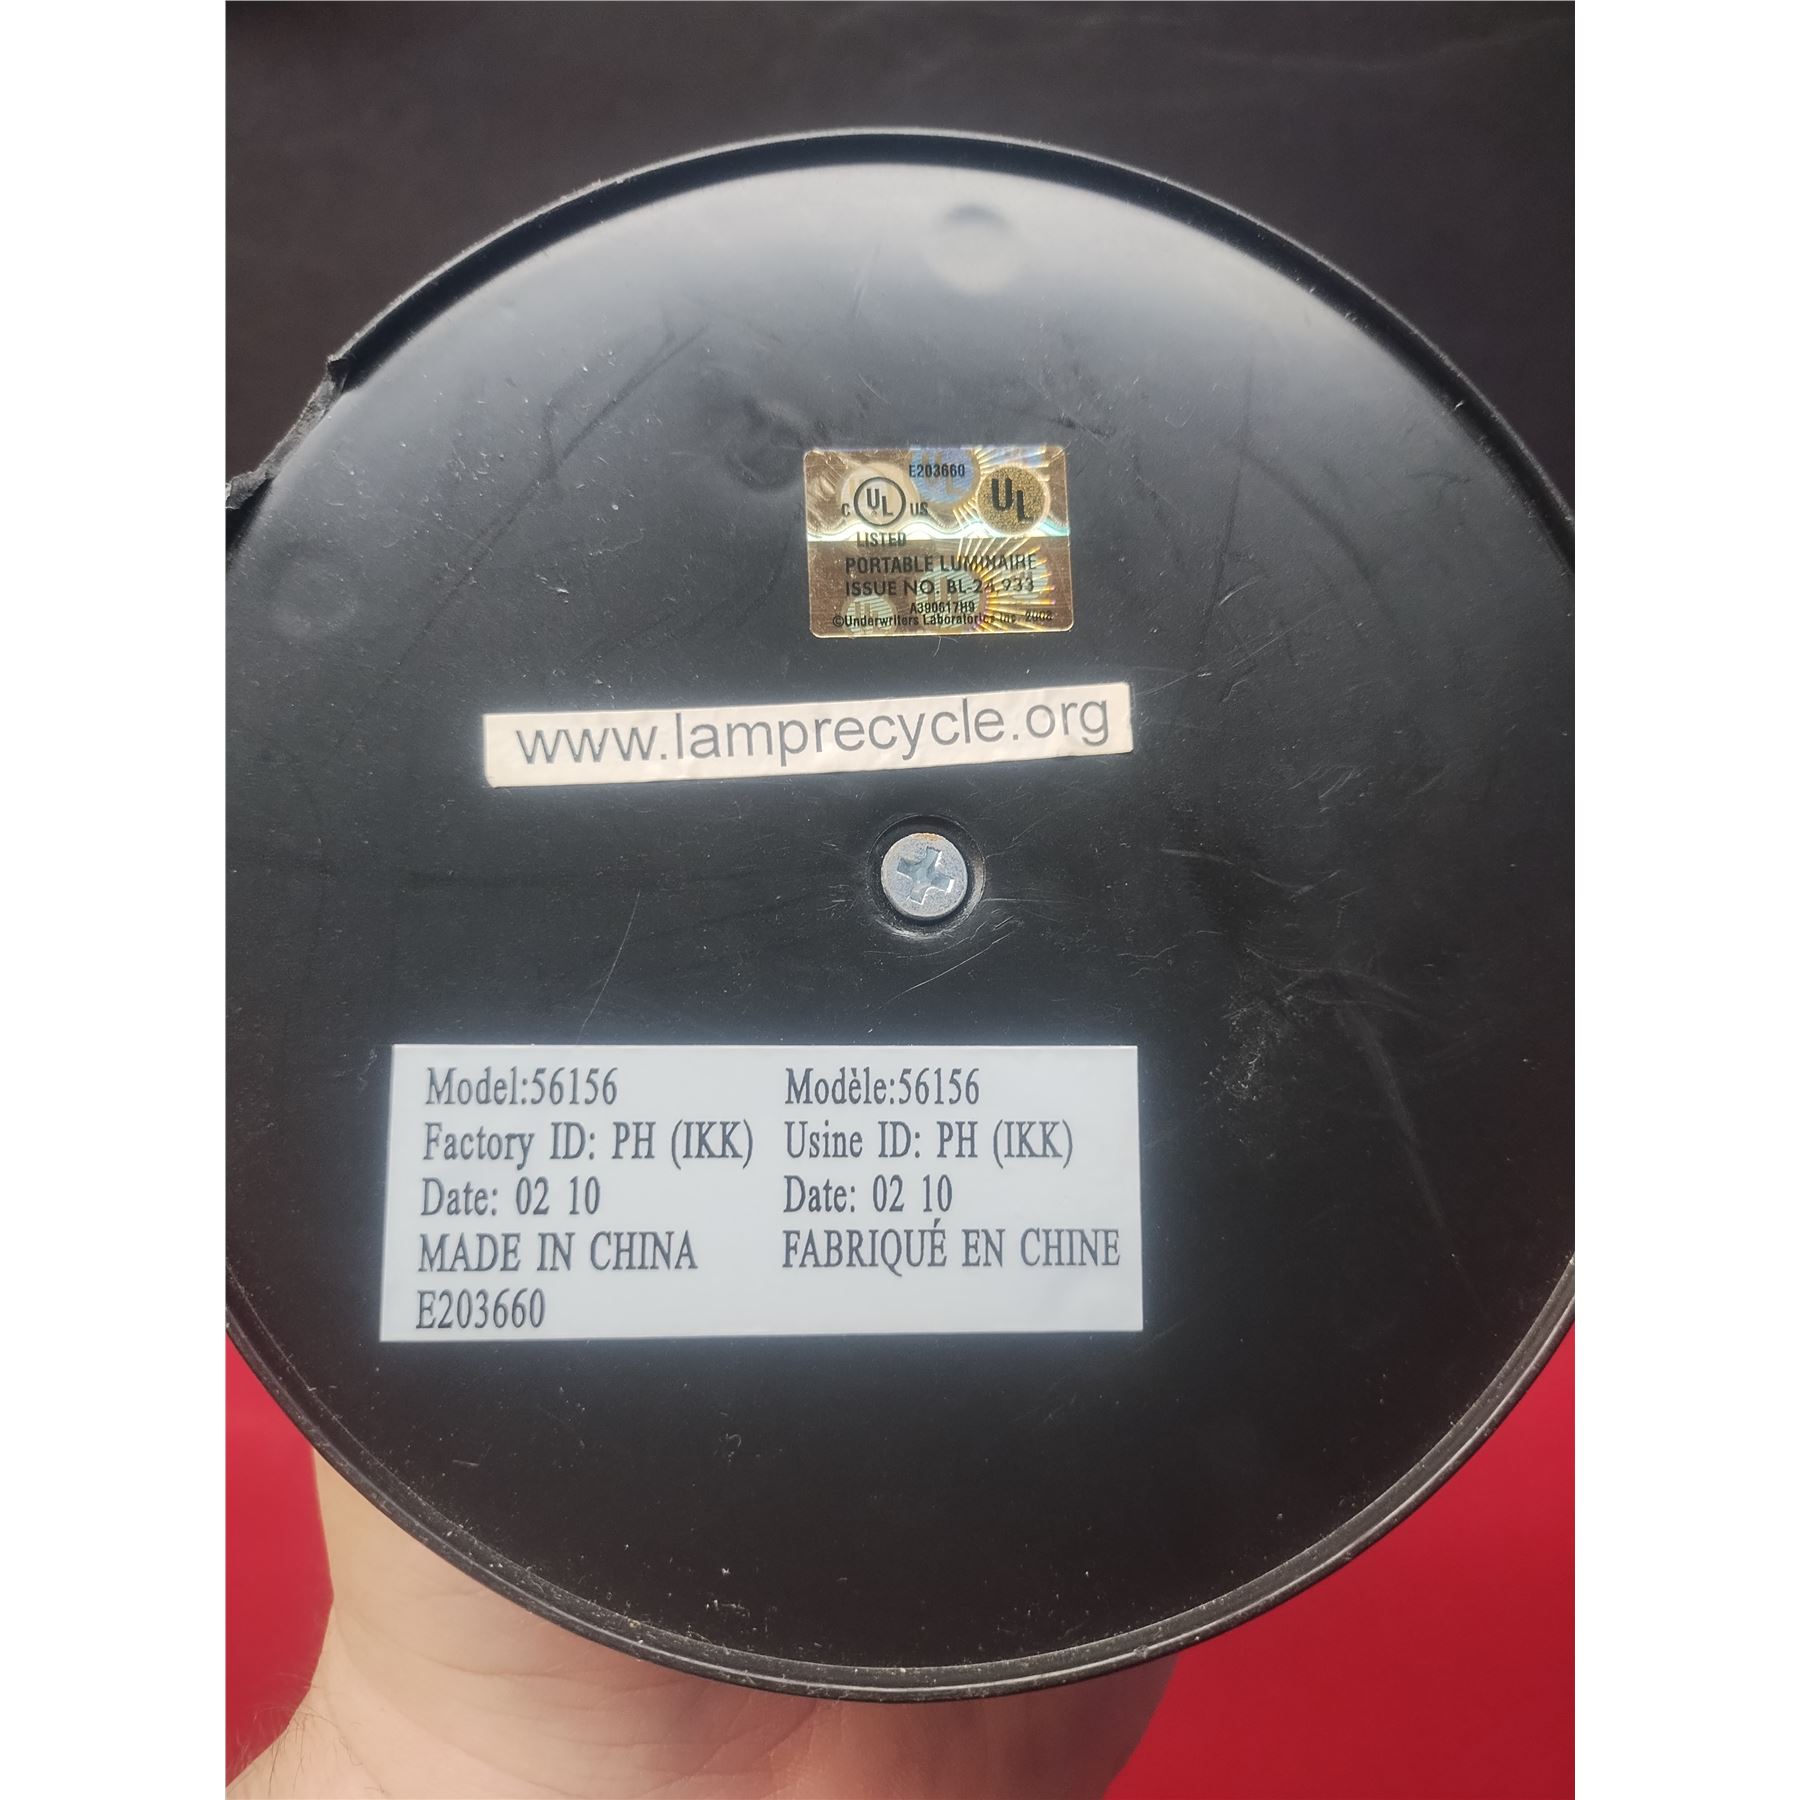 E203660
C UL US
UL
LISTED
PORTABLE LUMINAIRE
ISSUE NO. BL-24,933
A390617H9
©Underwriters Laboratories Inc. 2003
www.lamprecycle.org
Model:56156
Factory ID: PH (IKK)
Date: 02 10
MADE IN CHINA
E203660
Modèle:56156
Usine ID: PH (IKK)
Date: 02 10
FABRIQUÉ EN CHINE